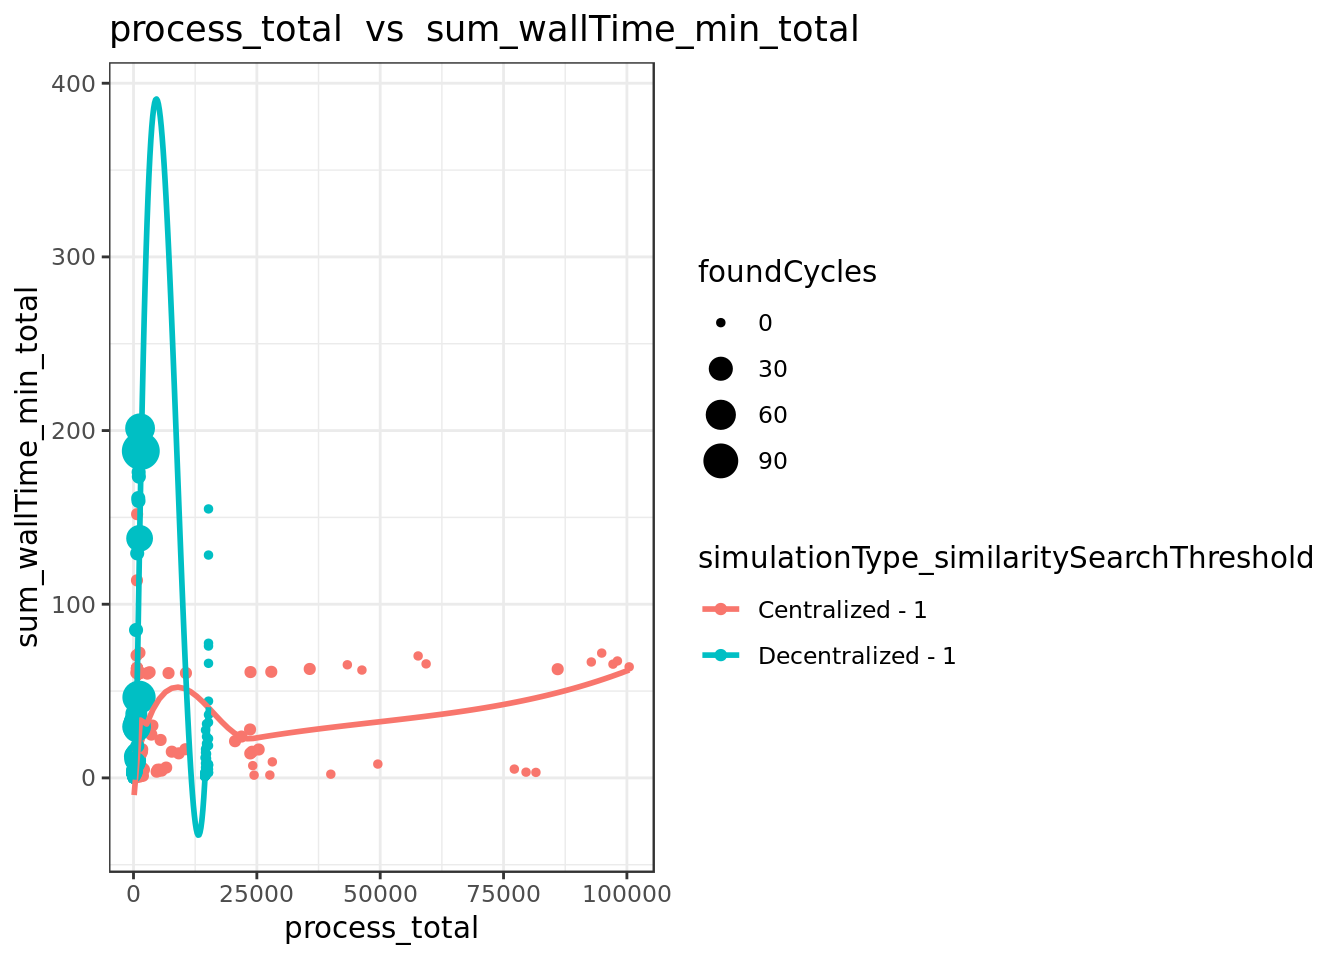 process_total  vs  sum_wallTime_min_total
sum_wallTime_min_total
400
300
200
100
0
0
25000
50000
75000
100000
process_total
foundCycles
0
30
60
90
simulationType_similaritySearchThreshold
Centralized - 1
Decentralized - 1